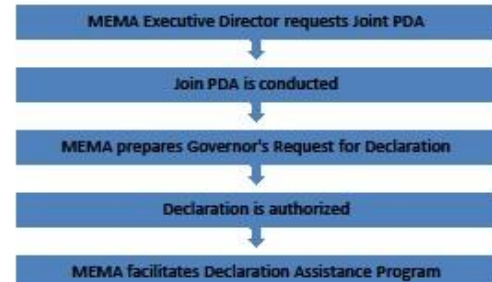 MEMA Executive Director requests Joint PDA
Join PDA is conducted
MEMA prepares Governor's Request for Declaration
Declaration is authorized
MEMA facilitates Declaration Assistance Program